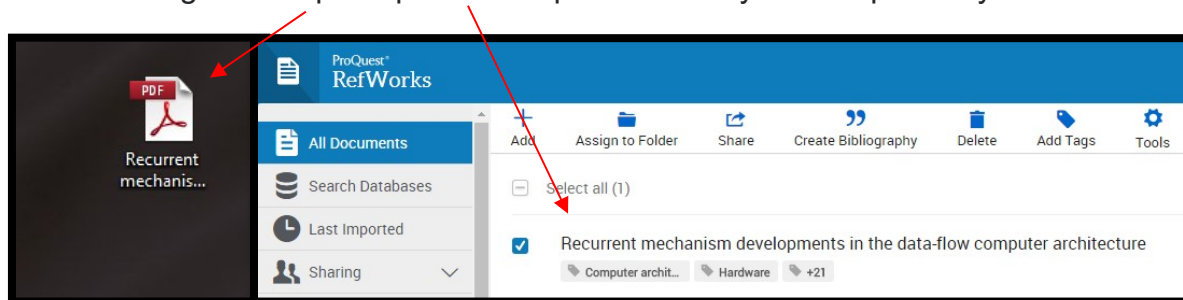 PDF
Recurrent
mechanis...
ProQuest®
RefWorks
All Documents
Search Databases
Last Imported
Sharing
Add
Assign to Folder
Share
Create Bibliography
Delete
Add Tags
Tools
Select all (1)
Recurrent mechanism developments in the data-flow computer architecture
Computer archit...
Hardware
+21